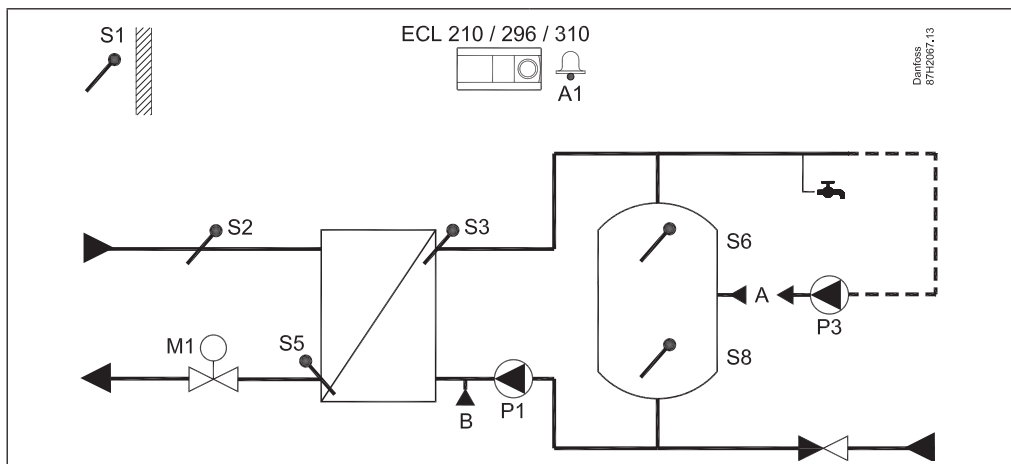 S1
ECL 210 / 296 / 310
A1
Danfoss
87H2067.13
S2
S3
S6
A
P3
M1
S5
S8
B
P1